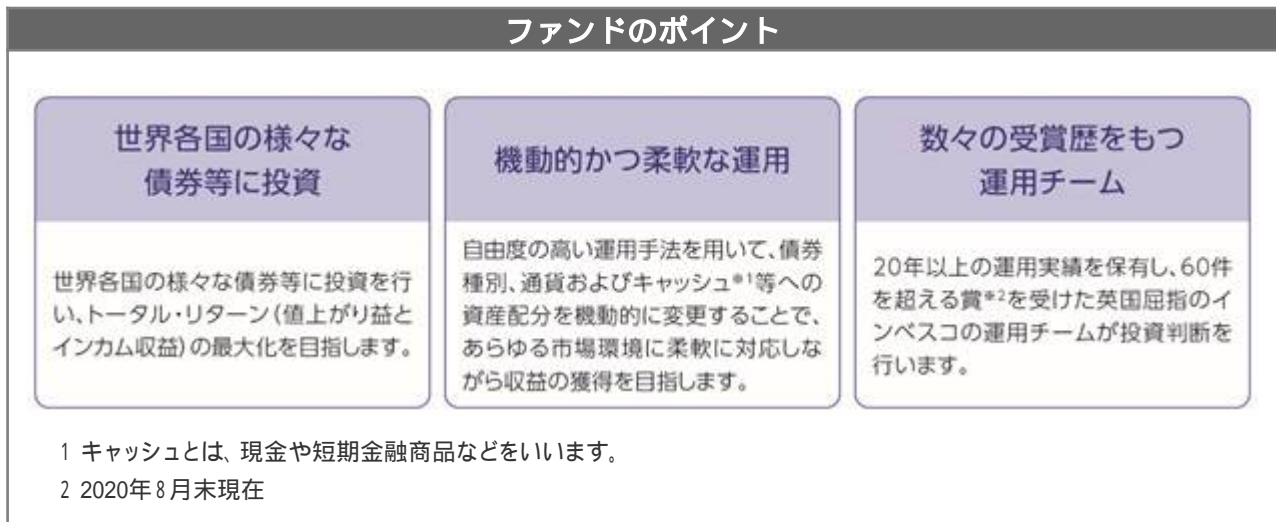 ファンドのポイント
世界各国の様々な
債券等に投資
世界各国の様々な債券等に投資を行
い、トータル・リターン(値上がり益と
インカム収益)の最大化を目指します。
機動的かつ柔軟な運用
自由度の高い運用手法を用いて、債券
種別、通貨およびキャッシュ※1等への
資産配分を機動的に変更することで、
あらゆる市場環境に柔軟に対応しな
がら収益の獲得を目指します。
数々の受賞歴をもつ
運用チーム
20年以上の運用実績を保有し、60件
を超える賞※2を受けた英国屈指のイ
ンベスコの運用チームが投資判断を
行います。
1 キャッシュとは、現金や短期金融商品などをいいます。
2 2020年8月末現在